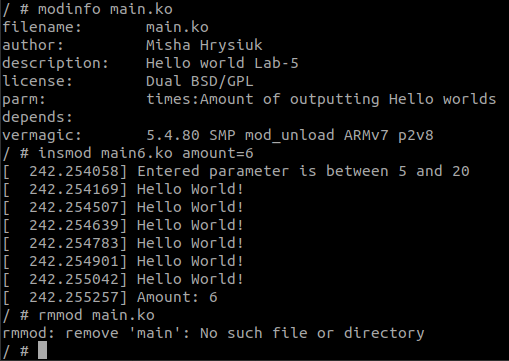 / # modinfo main.ko
filename:       main.ko
author:         Misha Hrysiuk
description:    Hello world Lab-5
license:        Dual BSD/GPL
parm:           times:Amount of outputting Hello worlds
depends:
vermagic:       5.4.80 SMP mod_unload ARMv7 p2v8
/ # insmod main6.ko amount=6
[  242.254058] Entered parameter is between 5 and 20
[  242.254169] Hello World!
[  242.254507] Hello World!
[  242.254639] Hello World!
[  242.254783] Hello World!
[  242.254901] Hello World!
[  242.255042] Hello World!
[  242.255257] Amount: 6
/ # rmmod main.ko
rmmod: remove 'main': No such file or directory
/ #